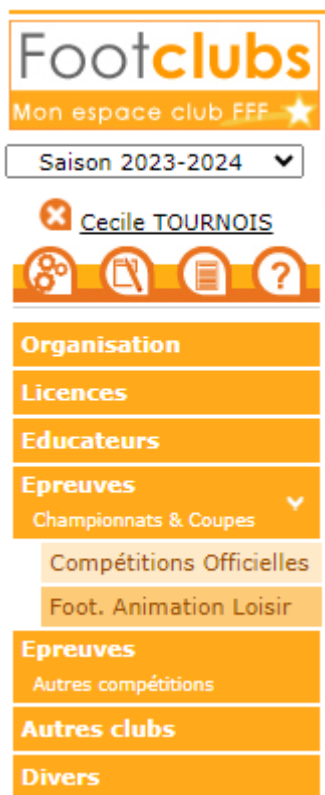 Footclubs
Mon espace club FFF
Saison 2023-2024
Cecile TOURNOIS
?
Organisation
Licences
Educateurs
Epreuves
Championnats & Coupes
Compétitions Officielles
Foot. Animation Loisir
Epreuves
Autres compétitions
Autres clubs
Divers